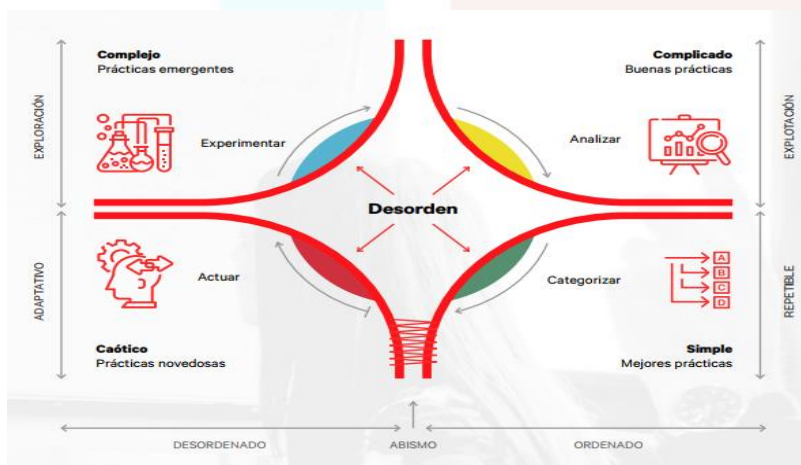 Complejo
Prácticas emergentes
Complicado
Buenas prácticas
EXPLORACIÓN
EXPLOTACIÓN
Experimentar
Analizar
Desorden
ADAPTATIVO
REPETIBLE
Actuar
Categorizar
A
B
C
D
Caótico
Prácticas novedosas
Simple
Mejores prácticas
DESORDENADO
ABISMO
ORDENADO